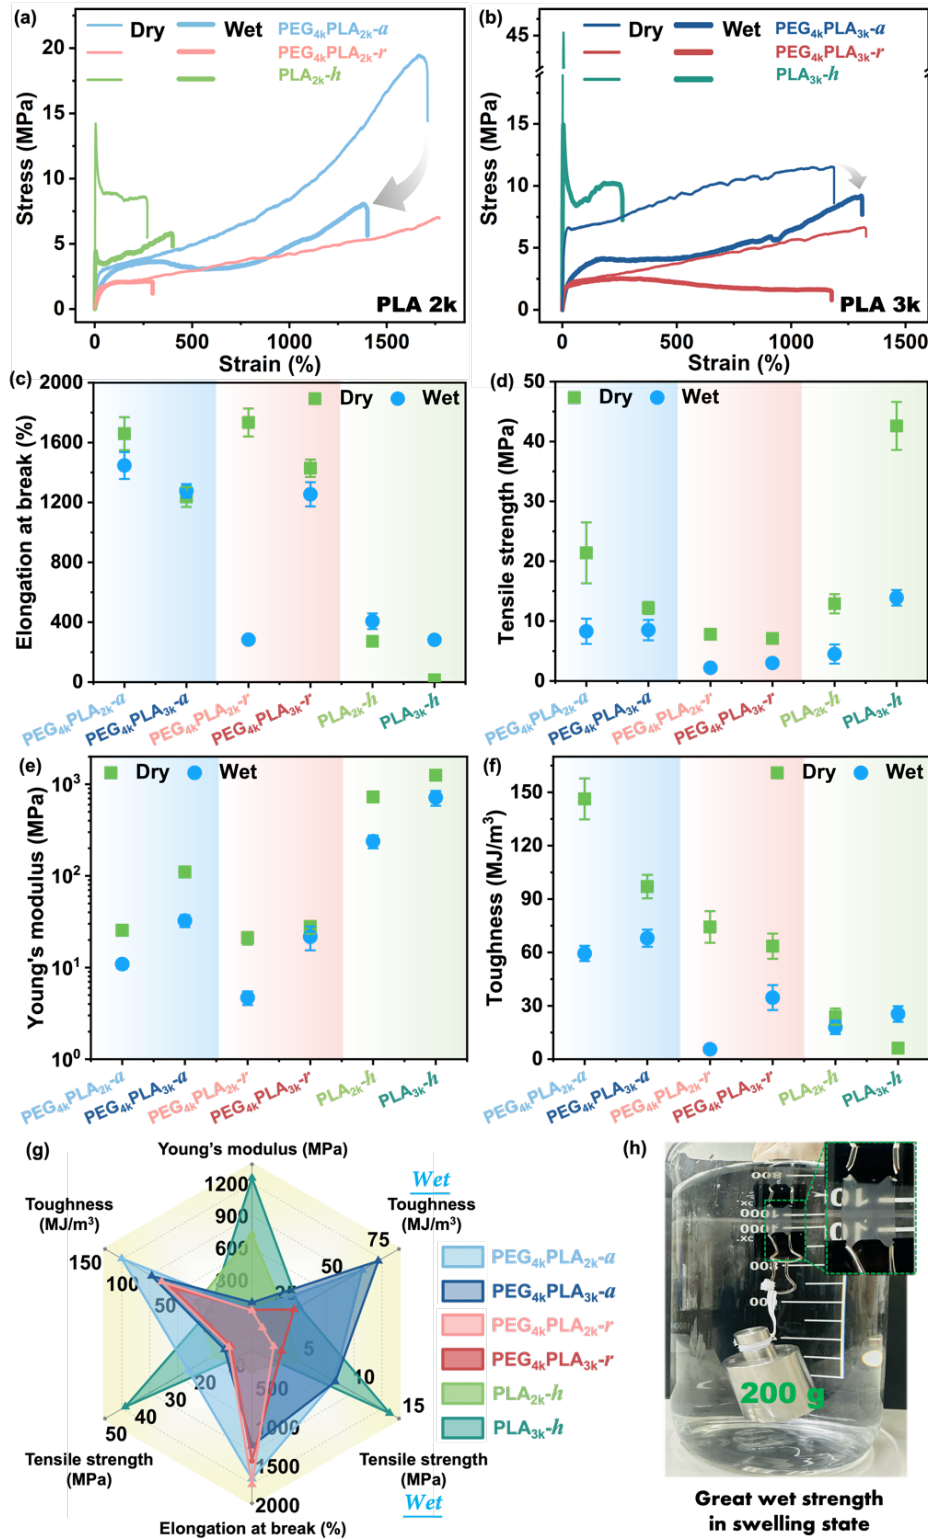 (a)
Dry
Wet
PEG4kPLA2k-a
PEG4kPLA2k-r
PLA2k-h
20
15
10
5
0
Stress (MPa)
PLA 2k
0 500 1000 1500
Strain (%)
(b)
Dry
Wet
PEG4kPLA3k-a
PEG4kPLA3k-r
PLA3k-h
45
15
10
5
0
Stress (MPa)
PLA 3k
0 500 1000 1500
Strain (%)
(c)
Dry Wet
2000
1600
1200
800
400
0
Elongation at break (%)
PEG4kPLA2k-a
PEG4kPLA3k-a
PEG4kPLA2k-r
PEG4kPLA3k-r
PLA2k-h
PLA3k-h
(d)
Dry Wet
50
40
30
20
10
0
Tensile strength (MPa)
PEG4kPLA2k-a
PEG4kPLA3k-a
PEG4kPLA2k-r
PEG4kPLA3k-r
PLA2k-h
PLA3k-h
(e)
Dry Wet
10³
10²
10¹
10⁰
Young's modulus (MPa)
PEG4kPLA2k-a
PEG4kPLA3k-a
PEG4kPLA2k-r
PEG4kPLA3k-r
PLA2k-h
PLA3k-h
(f)
Dry Wet
150
120
90
60
30
0
Toughness (MJ/m³)
PEG4kPLA2k-a
PEG4kPLA3k-a
PEG4kPLA2k-r
PEG4kPLA3k-r
PLA2k-h
PLA3k-h
(g)
Young's modulus (MPa)
1200
900
600
300
Toughness
(MJ/m³)
150
100
50
Wet
Toughness
(MJ/m³)
75
50
25
5
10
15
20
30
40
50
500
1000
1500
2000
Tensile strength
(MPa)
Tensile strength
(MPa)
Wet
Elongation at break (%)
PEG4kPLA2k-a
PEG4kPLA3k-a
PEG4kPLA2k-r
PEG4kPLA3k-r
PLA2k-h
PLA3k-h
(h)
800
1000
1000
800
200 g
Great wet strength
in swelling state